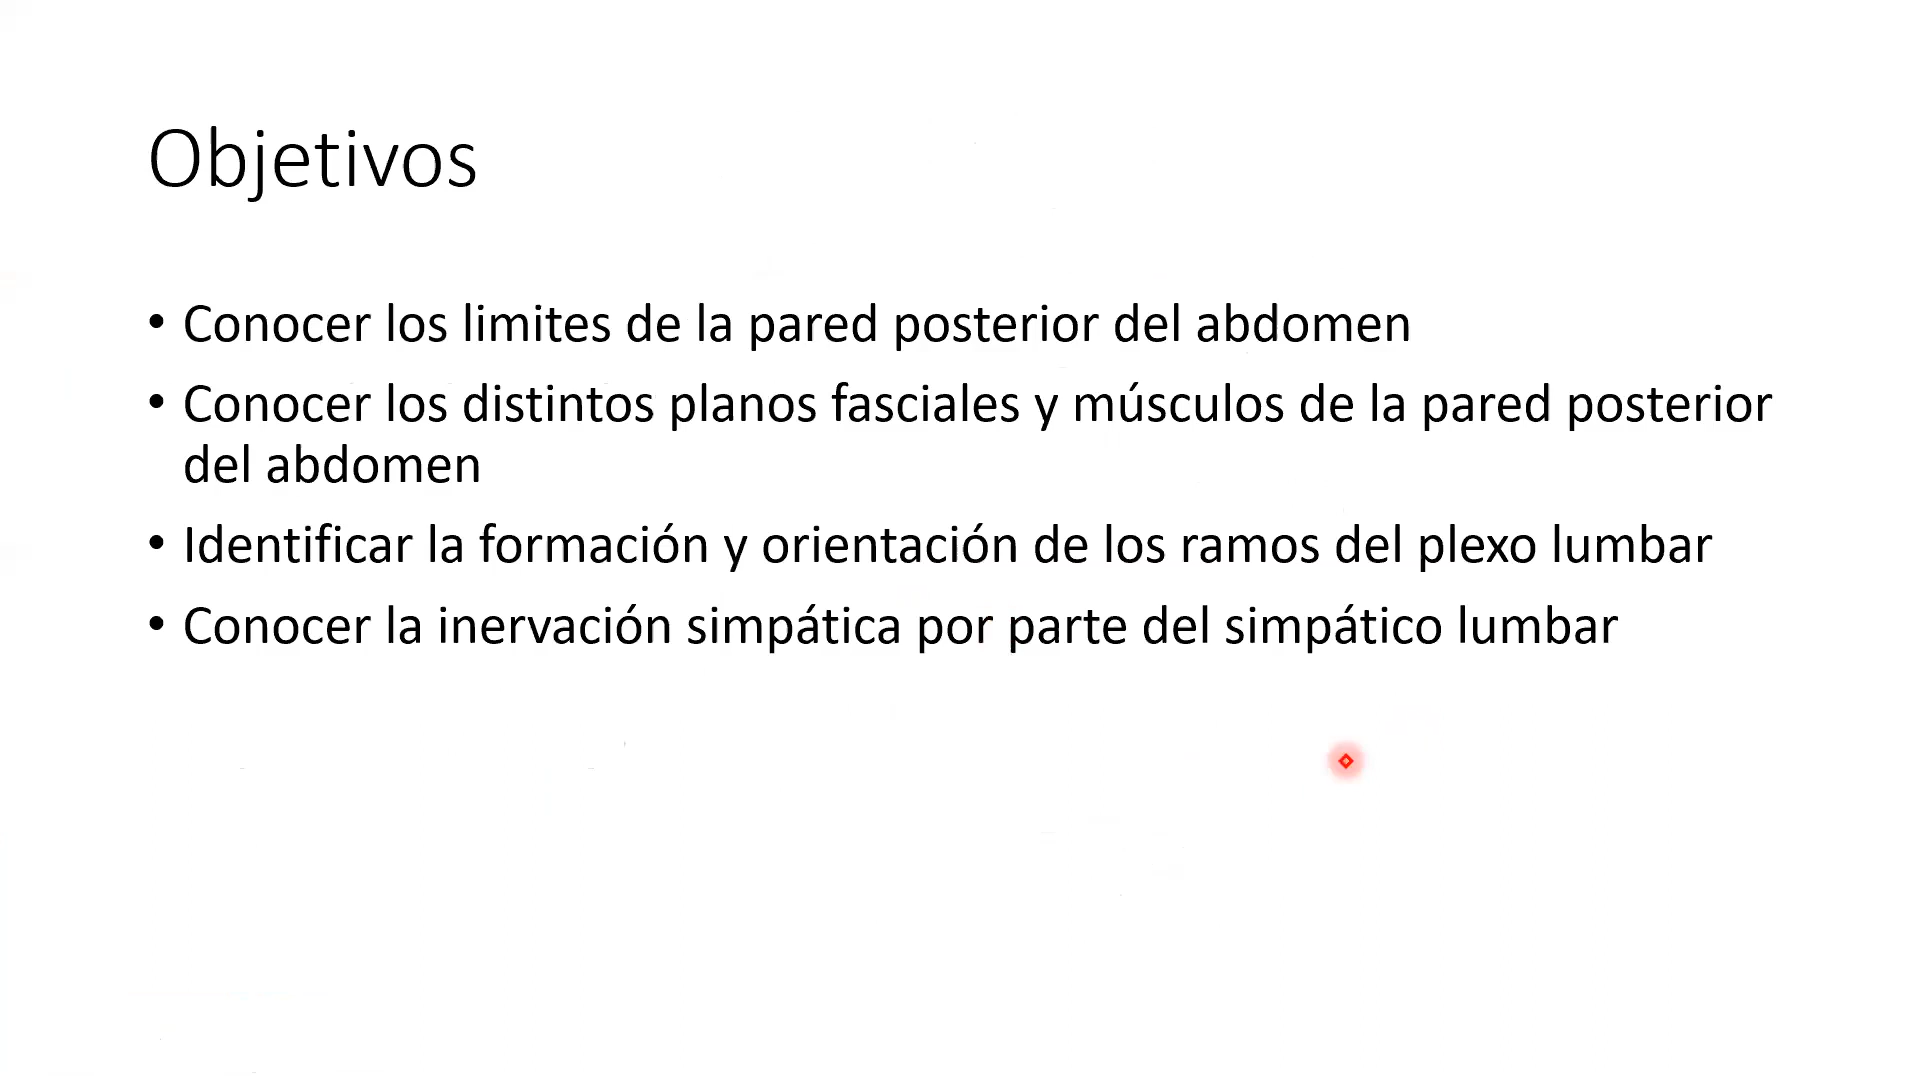 Objetivos
• Conocer los limites de la pared posterior del abdomen
• Conocer los distintos planos fasciales y músculos de la pared posterior
del abdomen
• Identificar la formación y orientación de los ramos del plexo lumbar
• Conocer la inervación simpática por parte del simpático lumbar